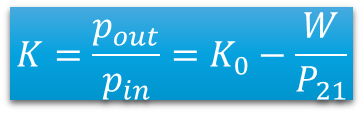 K = p_out / p_in = K_0 − W / P_21